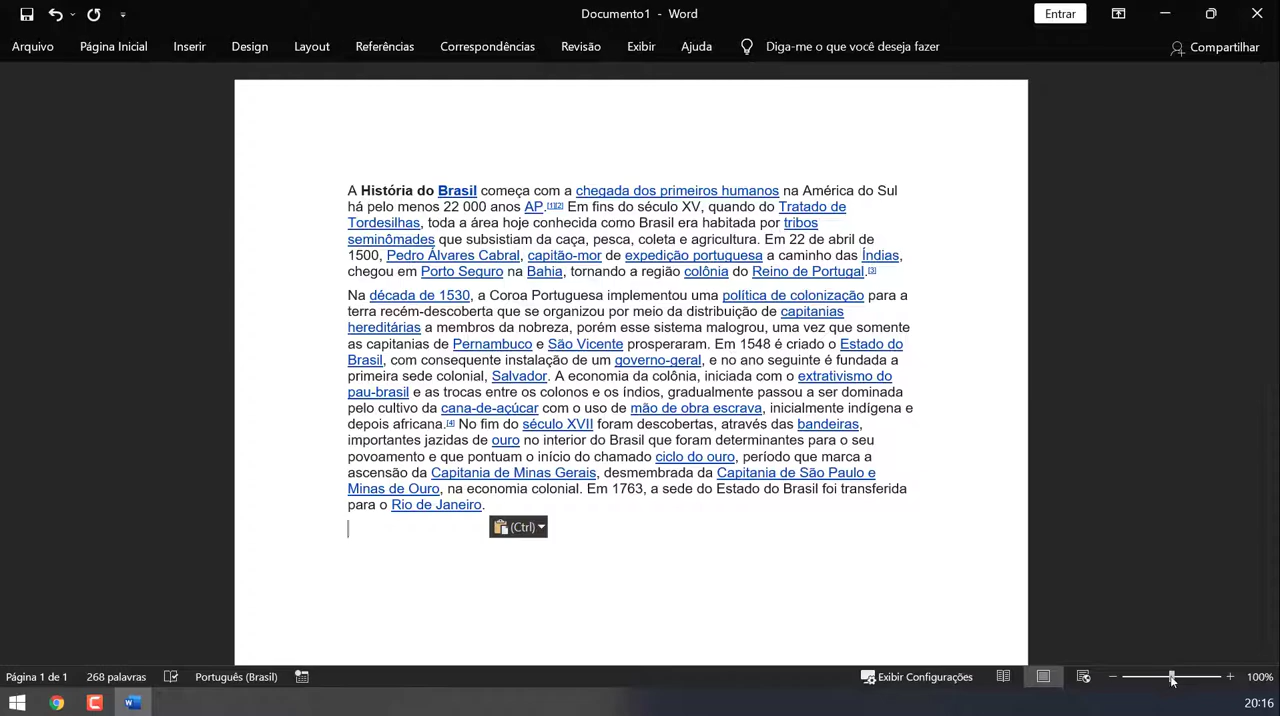 Documento1 - Word
Entrar
Arquivo Página Inicial Inserir Design Layout Referências Correspondências Revisão Exibir Ajuda Diga-me o que você deseja fazer Compartilhar
A História do Brasil começa com a chegada dos primeiros humanos na América do Sul
há pelo menos 22 000 anos AP.[1][2] Em fins do século XV, quando do Tratado de
Tordesilhas, toda a área hoje conhecida como Brasil era habitada por tribos
seminômades que subsistiam da caça, pesca, coleta e agricultura. Em 22 de abril de
1500, Pedro Álvares Cabral, capitão-mor de expedição portuguesa a caminho das Índias,
chegou em Porto Seguro na Bahia, tornando a região colônia do Reino de Portugal.[3]
Na década de 1530, a Coroa Portuguesa implementou uma política de colonização para a
terra recém-descoberta que se organizou por meio da distribuição de capitanias
hereditárias a membros da nobreza, porém esse sistema malogrou, uma vez que somente
as capitanias de Pernambuco e São Vicente prosperaram. Em 1548 é criado o Estado do
Brasil, com consequente instalação de um governo-geral, e no ano seguinte é fundada a
primeira sede colonial, Salvador. A economia da colônia, iniciada com o extrativismo do
pau-brasil e as trocas entre os colonos e os índios, gradualmente passou a ser dominada
pelo cultivo da cana-de-açúcar com o uso de mão de obra escrava, inicialmente indígena e
depois africana.[4] No fim do século XVII foram descobertas, através das bandeiras,
importantes jazidas de ouro no interior do Brasil que foram determinantes para o seu
povoamento e que pontuam o início do chamado ciclo do ouro, período que marca a
ascensão da Capitania de Minas Gerais, desmembrada da Capitania de São Paulo e
Minas de Ouro, na economia colonial. Em 1763, a sede do Estado do Brasil foi transferida
para o Rio de Janeiro.
(Ctrl)
Página 1 de 1 268 palavras Português (Brasil) Exibir Configurações 100%
20:16